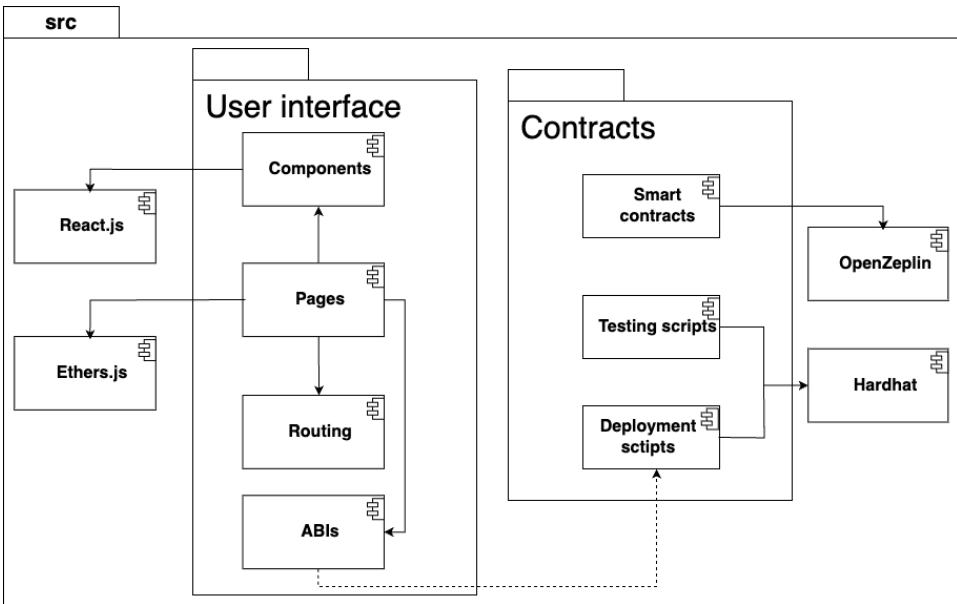 src
User interface
Components
React.js
Pages
Ethers.js
Routing
ABIs
Contracts
Smart
contracts
OpenZeplin
Testing scripts
Hardhat
Deployment
sctipts